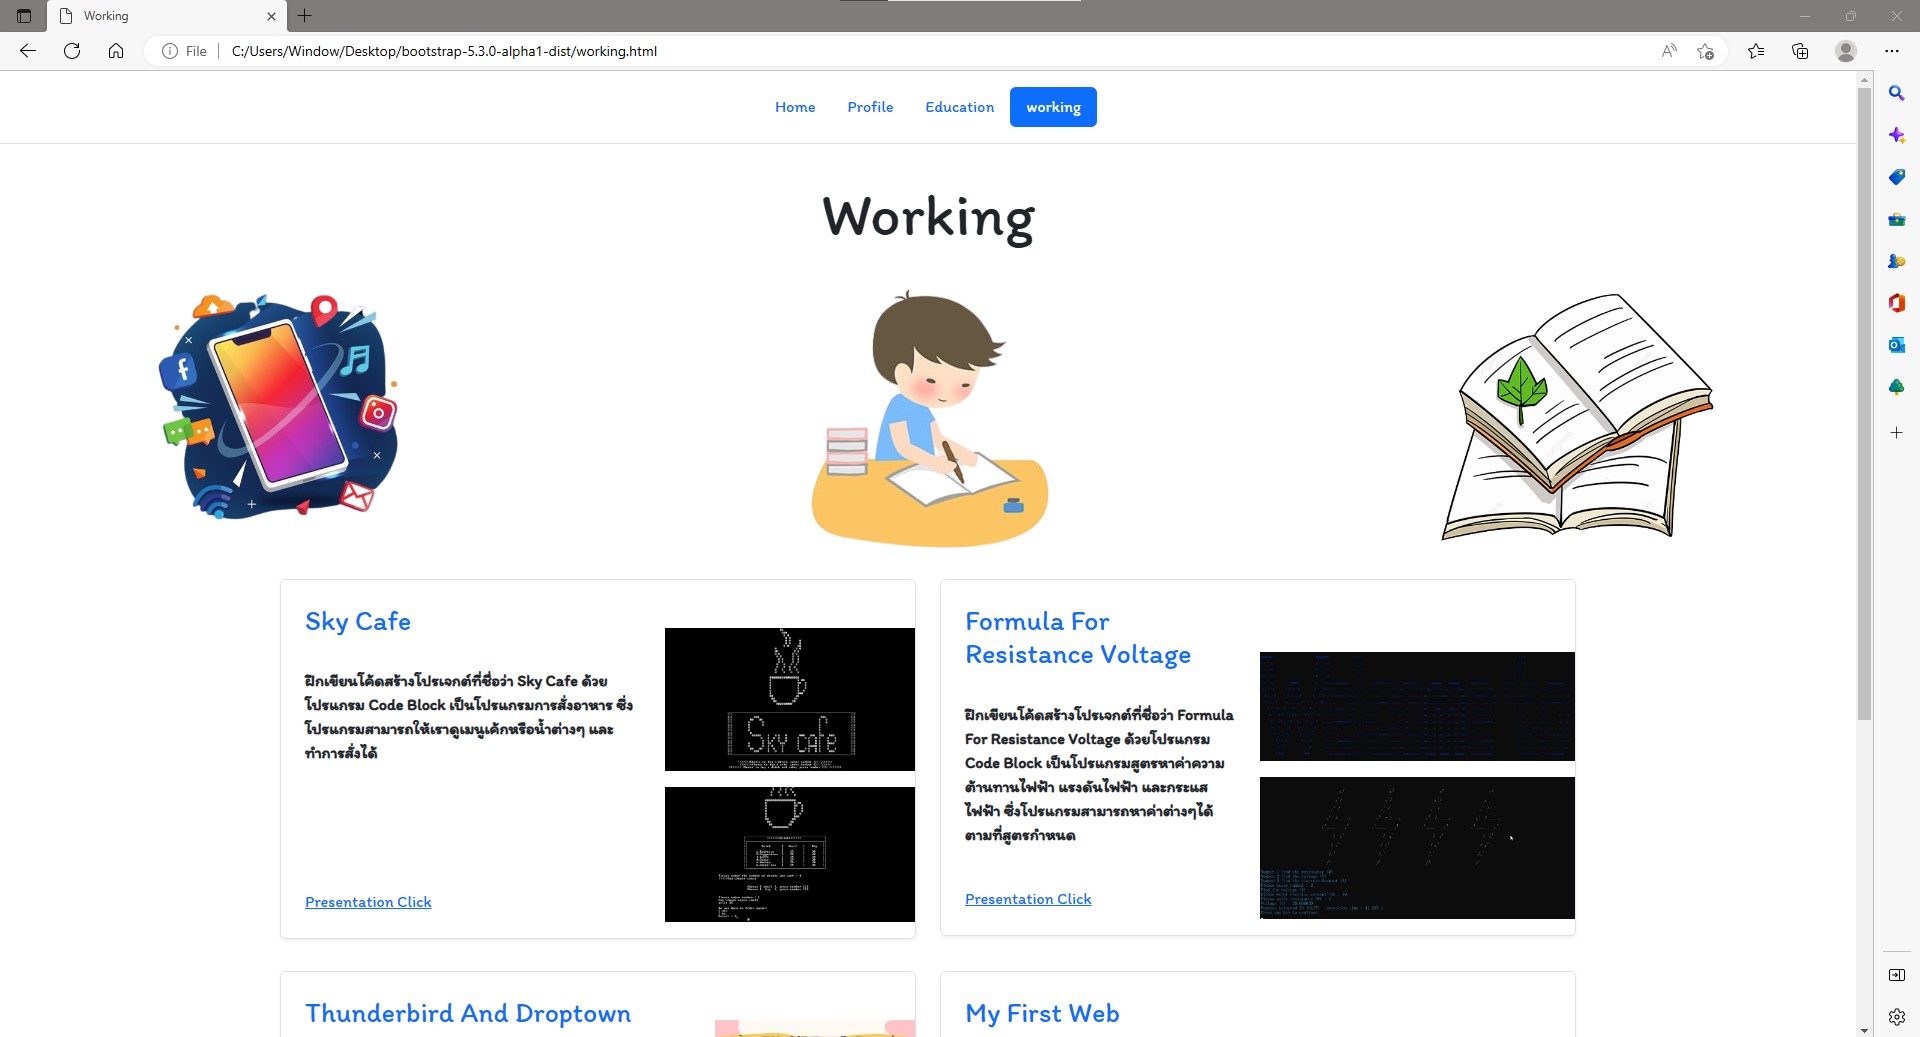 Working
File
C:/Users/Window/Desktop/bootstrap-5.3.0-alpha1-dist/working.html
Home Profile Education working
Working
Sky Cafe
ฝึกเขียนโค้ดสร้างโปรเจกต์ที่ชื่อว่า Sky Cafe ด้วย
โปรแกรม Code Block เป็นโปรแกรมการสั่งอาหาร ซึ่ง
โปรแกรมสามารถให้เราดูเมนูเค้กหรือน้ำต่างๆ และ
ทำการสั่งได้
Sky cafe
Presentation Click
Formula For
Resistance Voltage
ฝึกเขียนโค้ดสร้างโปรเจกต์ที่ชื่อว่า Formula
For Resistance Voltage ด้วยโปรแกรม
Code Block เป็นโปรแกรมสูตรหาค่าความ
ต้านทานไฟฟ้า แรงดันไฟฟ้า และกระแส
ไฟฟ้า ซึ่งโปรแกรมสามารถหาค่าต่างๆได้
ตามที่สูตรกำหนด
Presentation Click
Thunderbird And Droptown
My First Web